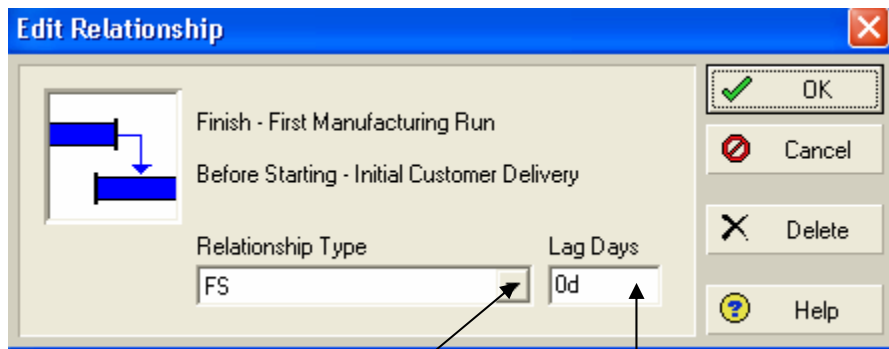 Edit Relationship
Finish - First Manufacturing Run
Before Starting - Initial Customer Delivery
Relationship Type
Lag Days
FS
0d
OK
Cancel
Delete
Help